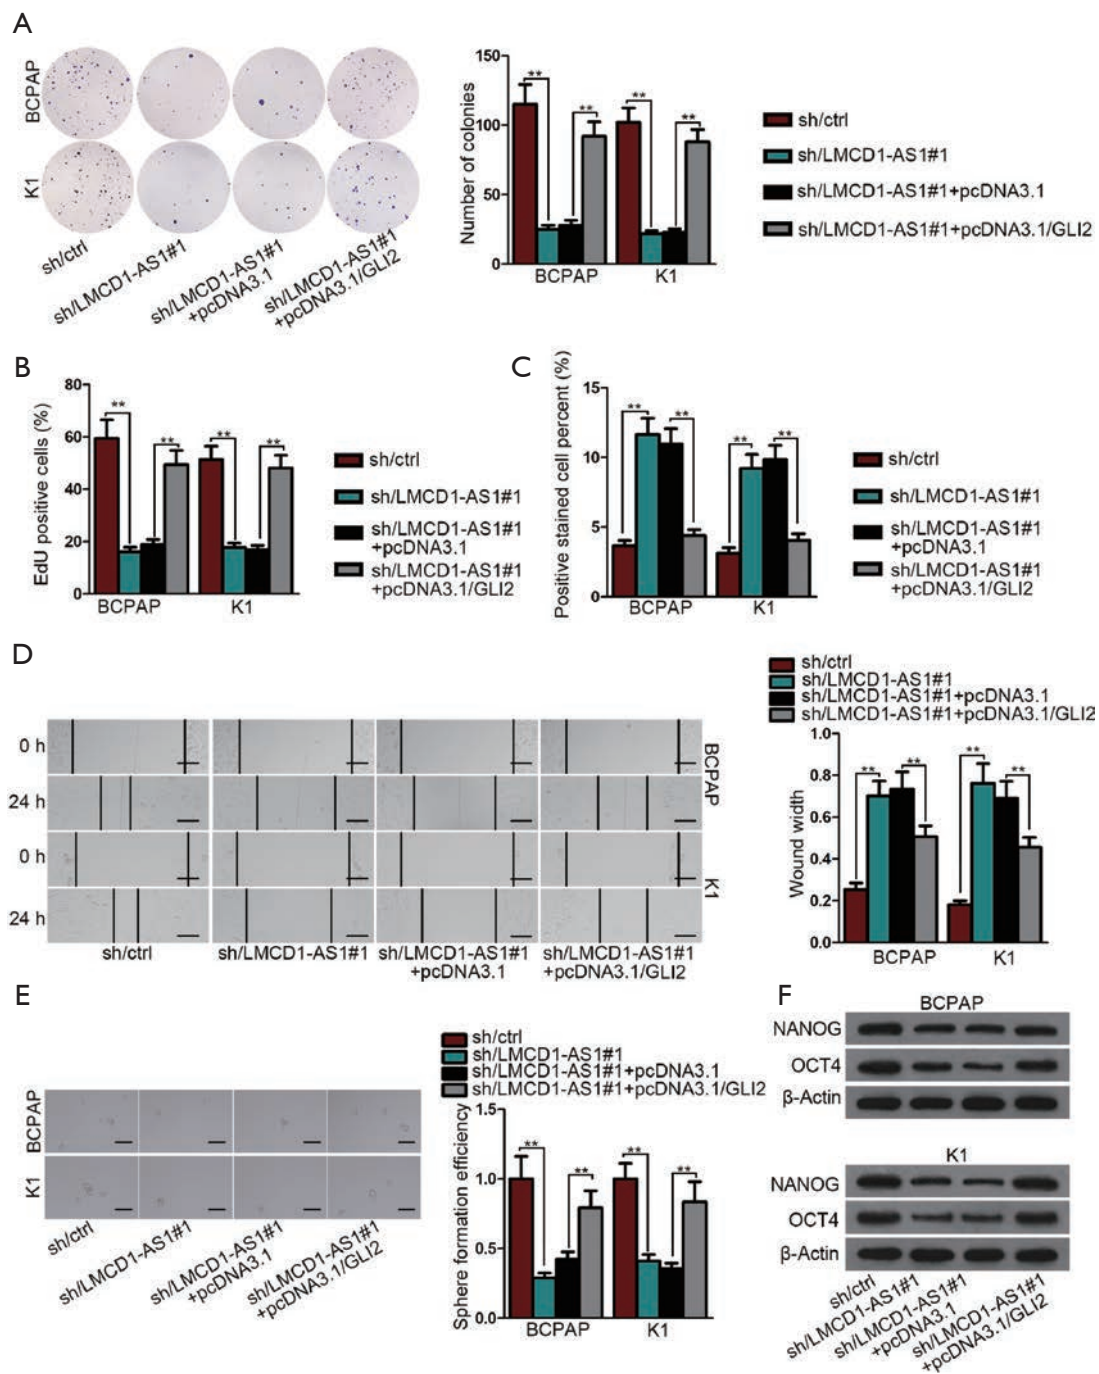 A
BCPAP
K1
sh/ctrl
sh/LMCD1-AS1#1
sh/LMCD1-AS1#1
+pcDNA3.1
sh/LMCD1-AS1#1
+pcDNA3.1/GLI2
Number of colonies
150
100
50
0
**
**
**
**
BCPAP
K1
sh/ctrl
sh/LMCD1-AS1#1
sh/LMCD1-AS1#1+pcDNA3.1
sh/LMCD1-AS1#1+pcDNA3.1/GLI2
B
EdU positive cells (%)
80
60
40
20
0
**
**
**
**
BCPAP
K1
sh/ctrl
sh/LMCD1-AS1#1
sh/LMCD1-AS1#1
+pcDNA3.1
sh/LMCD1-AS1#1
+pcDNA3.1/GLI2
C
Positive stained cell percent (%)
15
10
5
0
**
**
**
**
BCPAP
K1
sh/ctrl
sh/LMCD1-AS1#1
sh/LMCD1-AS1#1
+pcDNA3.1
sh/LMCD1-AS1#1
+pcDNA3.1/GLI2
D
0 h
24 h
0 h
24 h
BCPAP
K1
sh/ctrl
sh/LMCD1-AS1#1
sh/LMCD1-AS1#1
+pcDNA3.1
sh/LMCD1-AS1#1
+pcDNA3.1/GLI2
sh/ctrl
sh/LMCD1-AS1#1
sh/LMCD1-AS1#1+pcDNA3.1
sh/LMCD1-AS1#1+pcDNA3.1/GLI2
Wound width
1.0
0.8
0.6
0.4
0.2
0.0
**
**
**
**
BCPAP
K1
E
BCPAP
K1
sh/ctrl
sh/LMCD1-AS1#1
sh/LMCD1-AS1#1
+pcDNA3.1
sh/LMCD1-AS1#1
+pcDNA3.1/GLI2
sh/ctrl
sh/LMCD1-AS1#1
sh/LMCD1-AS1#1+pcDNA3.1
sh/LMCD1-AS1#1+pcDNA3.1/GLI2
Sphere formation efficiency
1.5
1.0
0.5
0.0
**
**
**
**
BCPAP
K1
F
BCPAP
NANOG
OCT4
β-Actin
K1
NANOG
OCT4
β-Actin
sh/ctrl
sh/LMCD1-AS1#1
sh/LMCD1-AS1#1
+pcDNA3.1
sh/LMCD1-AS1#1
+pcDNA3.1/GLI2